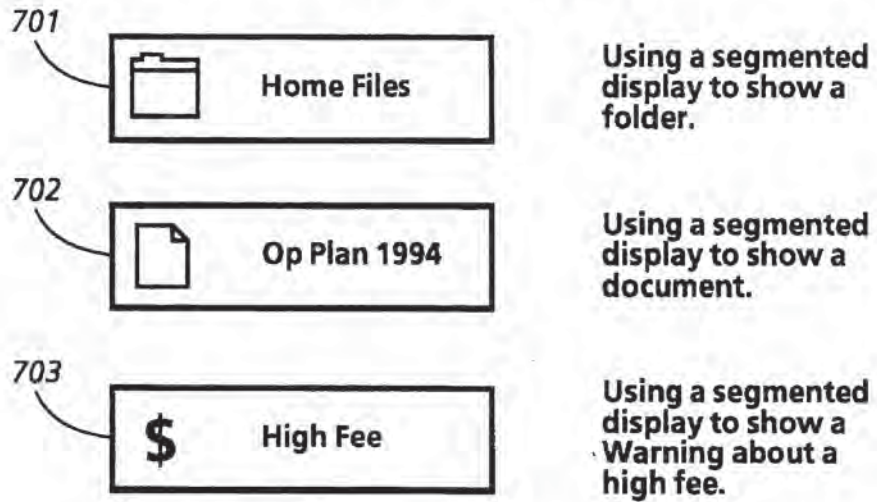 701
Home Files
Using a segmented
display to show a
folder.
702
Op Plan 1994
Using a segmented
display to show a
document.
703
$ High Fee
Using a segmented
display to show a
Warning about a
high fee.